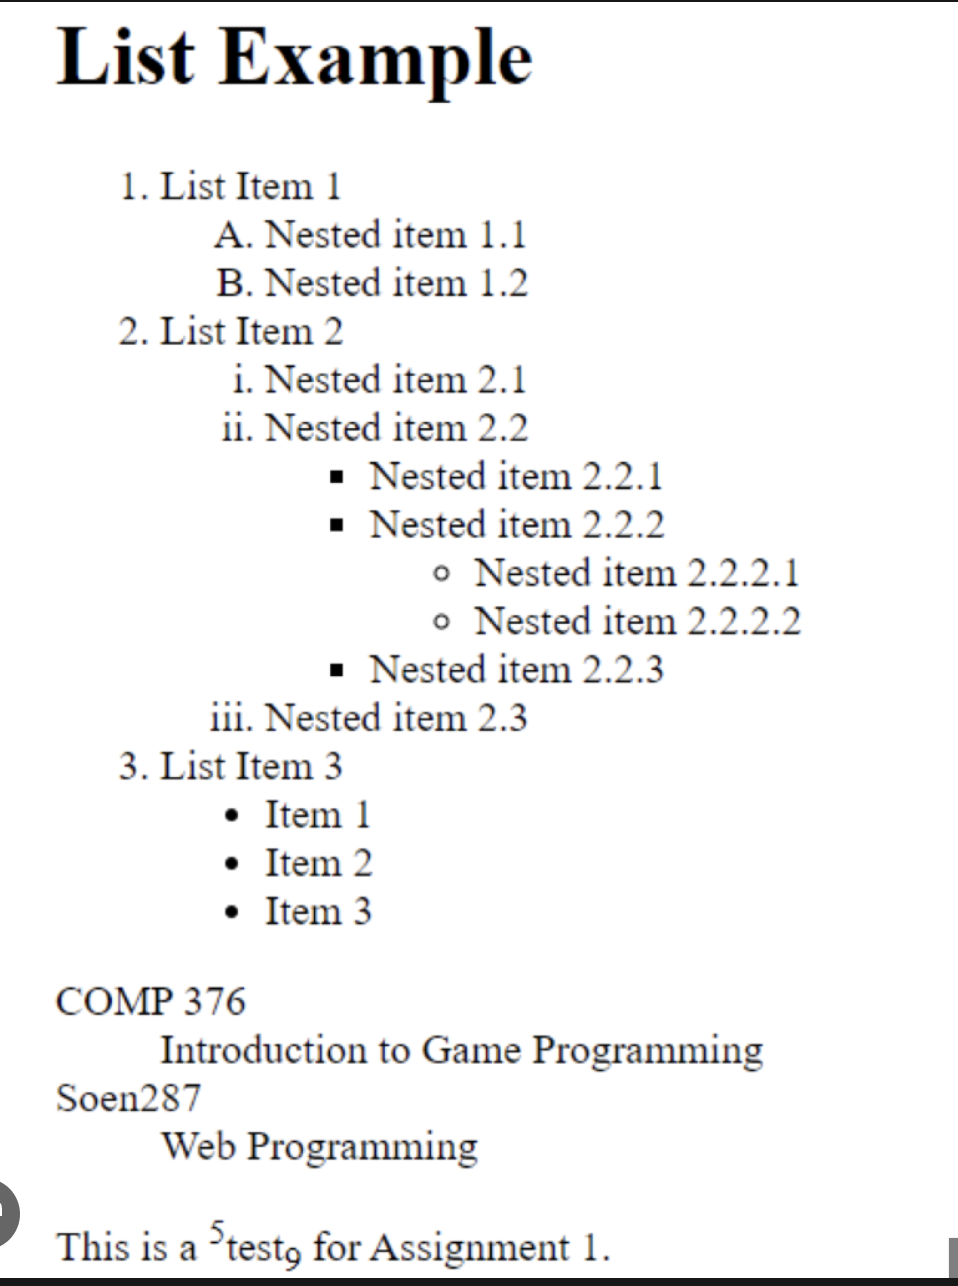 List Example
1. List Item 1
A. Nested item 1.1
B. Nested item 1.2
2. List Item 2
i. Nested item 2.1
ii. Nested item 2.2
▪ Nested item 2.2.1
▪ Nested item 2.2.2
◦ Nested item 2.2.2.1
◦ Nested item 2.2.2.2
▪ Nested item 2.2.3
iii. Nested item 2.3
3. List Item 3
• Item 1
• Item 2
• Item 3
COMP 376
Introduction to Game Programming
Soen287
Web Programming
This is a ⁵test₉ for Assignment 1.